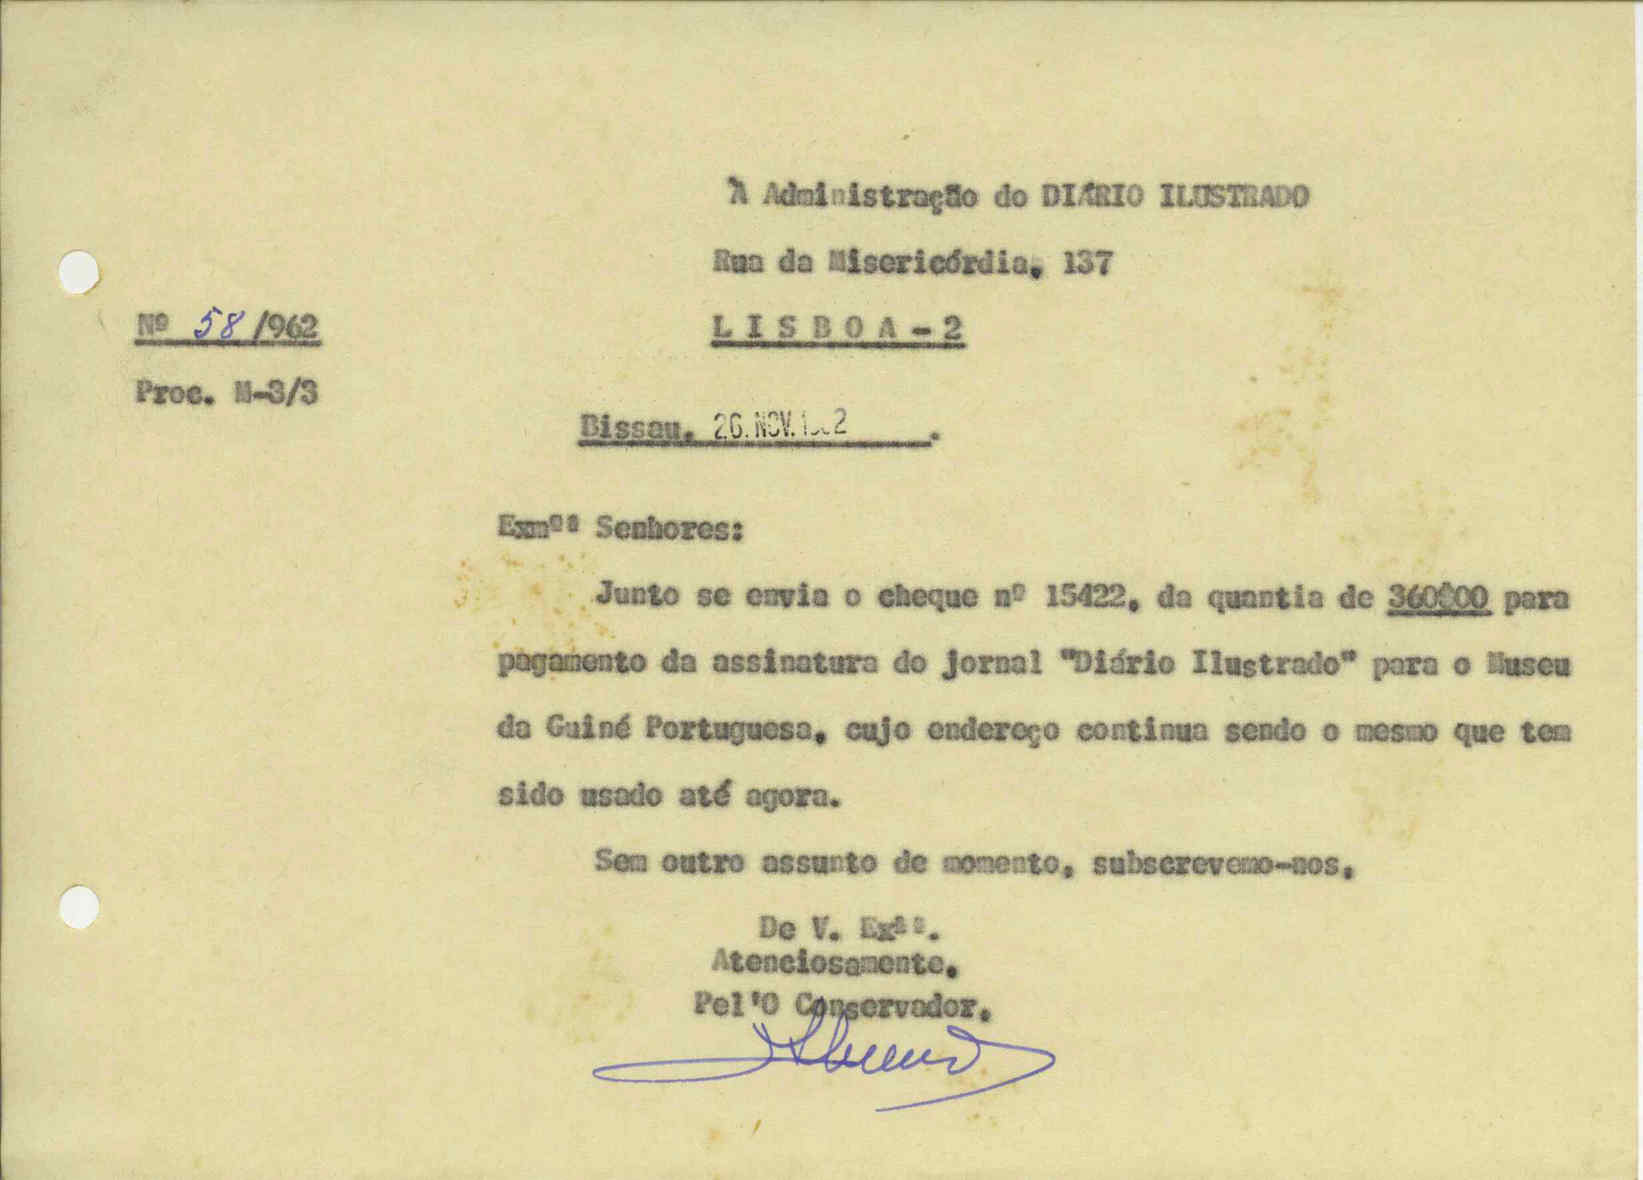 À Administração do DIÁRIO ILUSTRADO
Rua da Misericórdia, 137
Nº 58/962
LISBOA-2
Proc. M-3/3
Bissau, 26.NOV.1962.
Exmºs Senhores:
Junto se envia o cheque nº 15422, da quantia de 360$00 para
pagamento da assinatura do jornal "Diário Ilustrado" para o Museu
da Guiné Portuguesa, cujo endereço continua sendo o mesmo que tem
sido usado até agora.
Sem outro assunto de momento, subscrevemo-nos,
De V. Exªs.
Atenciosamente,
Pel'O Conservador,